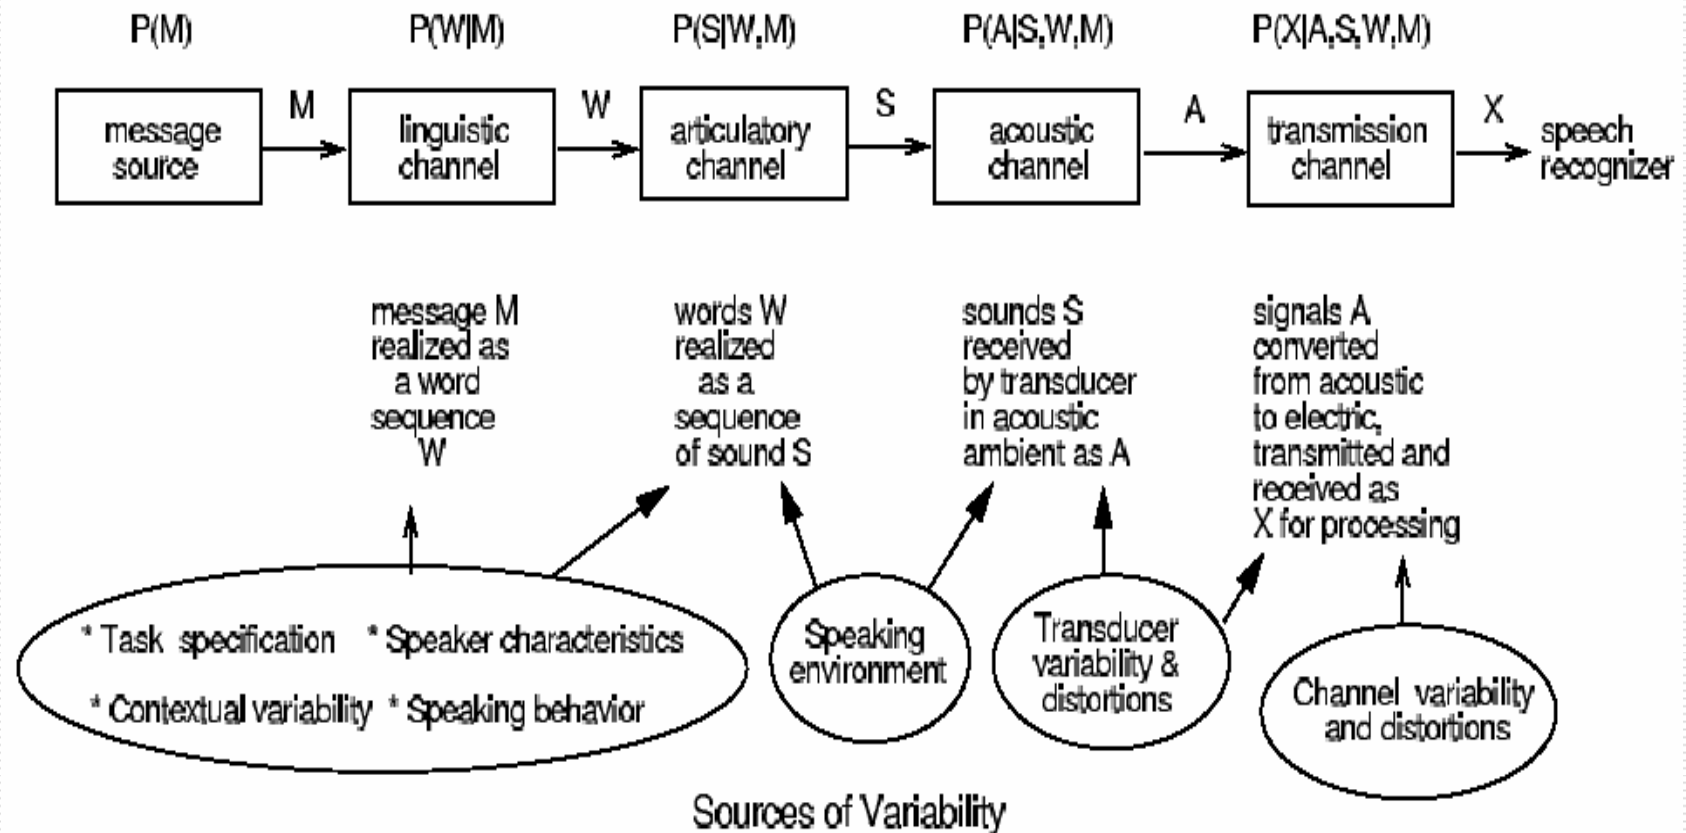 P(M) P(W|M) P(S|W,M) P(A|S,W,M) P(X|A,S,W,M)
M W S A X
message
source
linguistic
channel
articulatory
channel
acoustic
channel
transmission
channel
speech
recognizer
message M
realized as
a word
sequence
W
words W
realized
as a
sequence
of sound S
sounds S
received
by transducer
in acoustic
ambient as A
signals A
converted
from acoustic
to electric,
transmitted and
received as
X for processing
* Task specification * Speaker characteristics
* Contextual variability * Speaking behavior
Speaking
environment
Transducer
variability &
distortions
Channel variability
and distortions
Sources of Variability